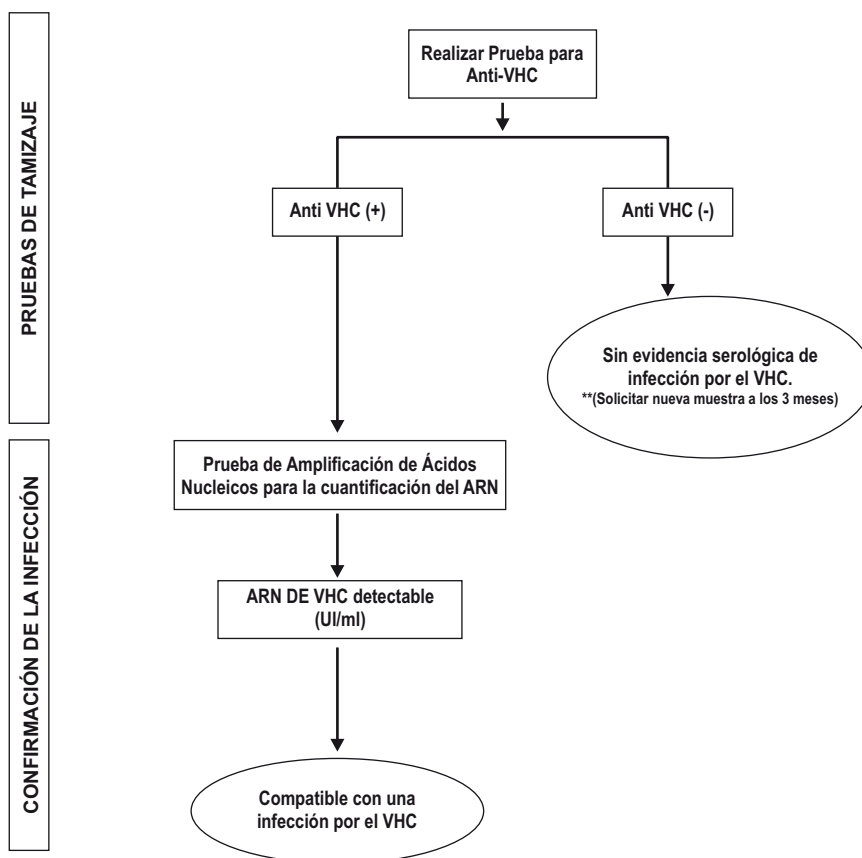 PRUEBAS DE TAMIZAJE
Realizar Prueba para
Anti-VHC
Anti VHC (+)
Anti VHC (-)
Sin evidencia serológica de
infección por el VHC.
**(Solicitar nueva muestra a los 3 meses)
CONFIRMACIÓN DE LA INFECCIÓN
Prueba de Amplificación de Ácidos
Nucleicos para la cuantificación del ARN
ARN DE VHC detectable
(UI/ml)
Compatible con una
infección por el VHC